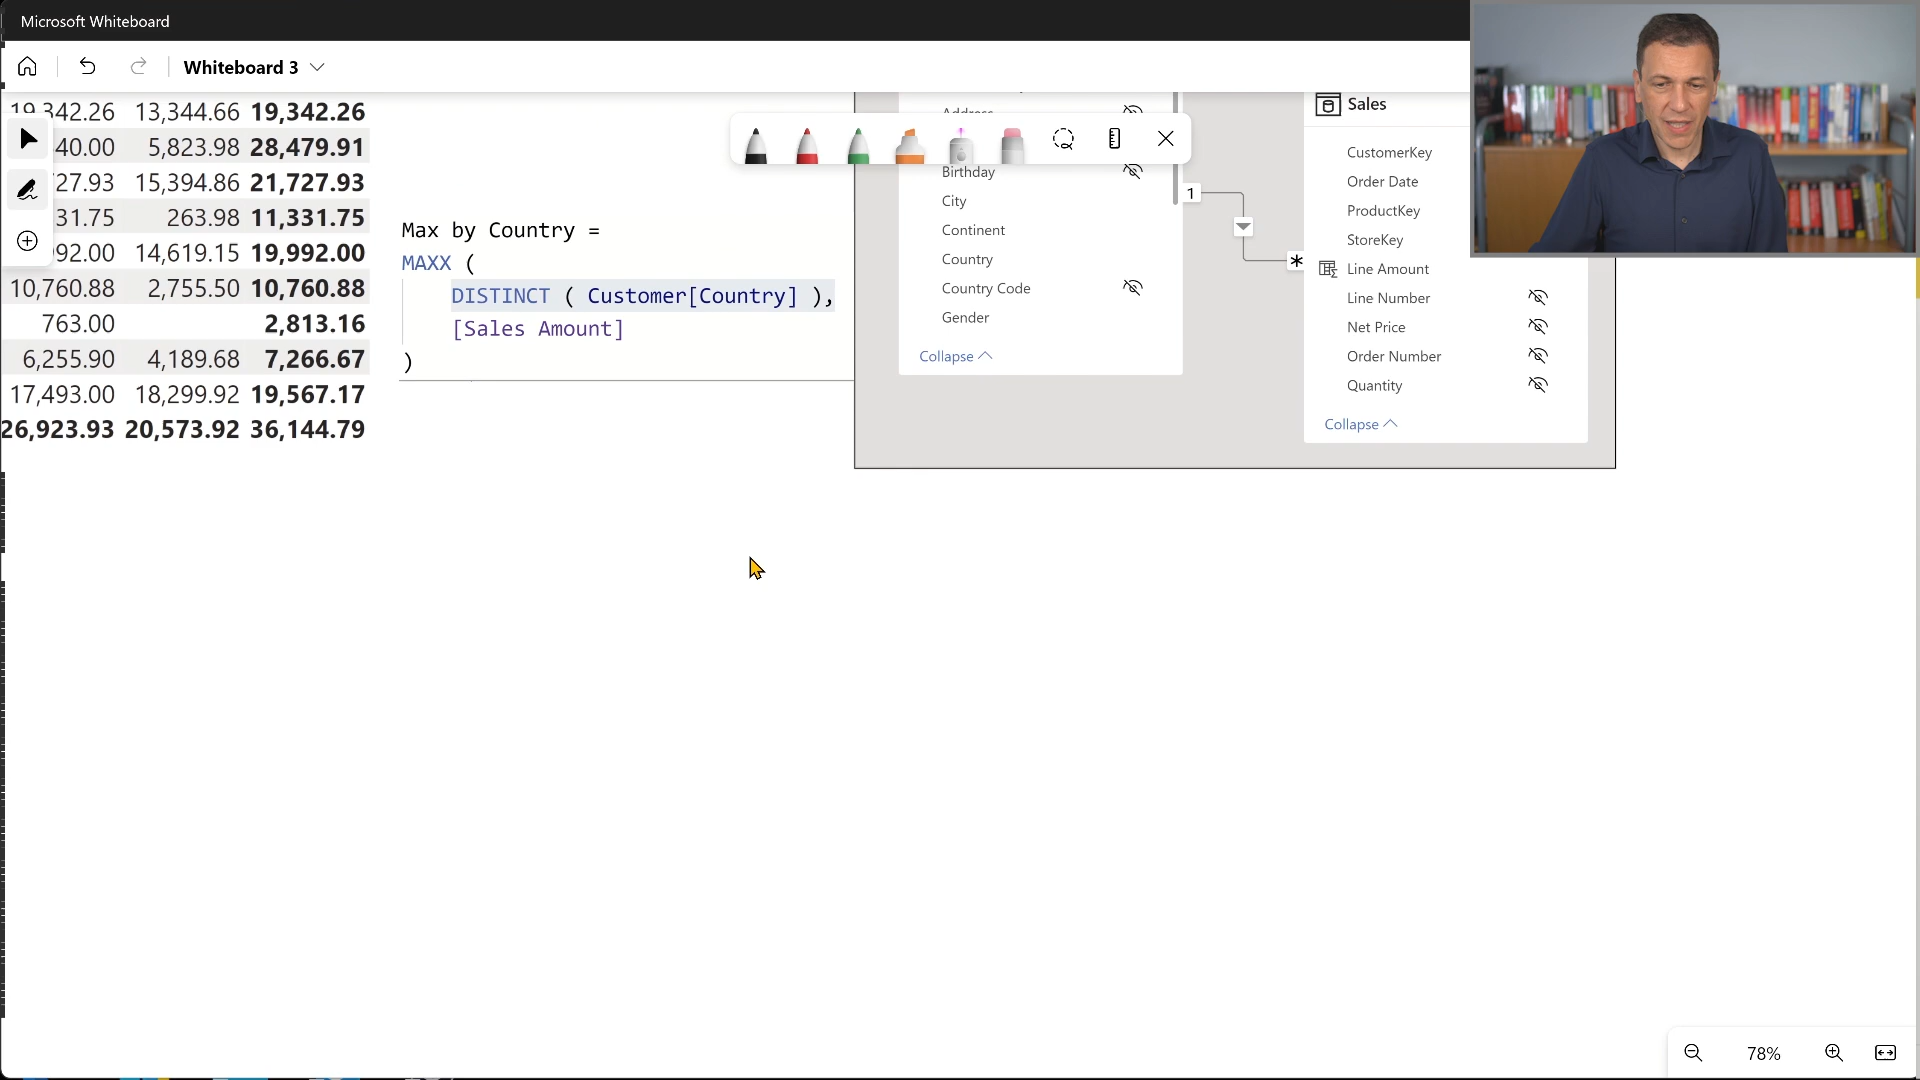 Microsoft Whiteboard
Whiteboard 3
342.26 13,344.66 19,342.26
40.00 5,823.98 28,479.91
27.93 15,394.86 21,727.93
31.75 263.98 11,331.75
92.00 14,619.15 19,992.00
10,760.88 2,755.50 10,760.88
763.00 2,813.16
6,255.90 4,189.68 7,266.67
17,493.00 18,299.92 19,567.17
26,923.93 20,573.92 36,144.79
Max by Country =
MAXX (
DISTINCT ( Customer[Country] ),
[Sales Amount]
)
Address
Birthday
City
Continent
Country
Country Code
Gender
Collapse
1
*
Sales
CustomerKey
Order Date
ProductKey
StoreKey
Line Amount
Line Number
Net Price
Order Number
Quantity
Collapse
78%